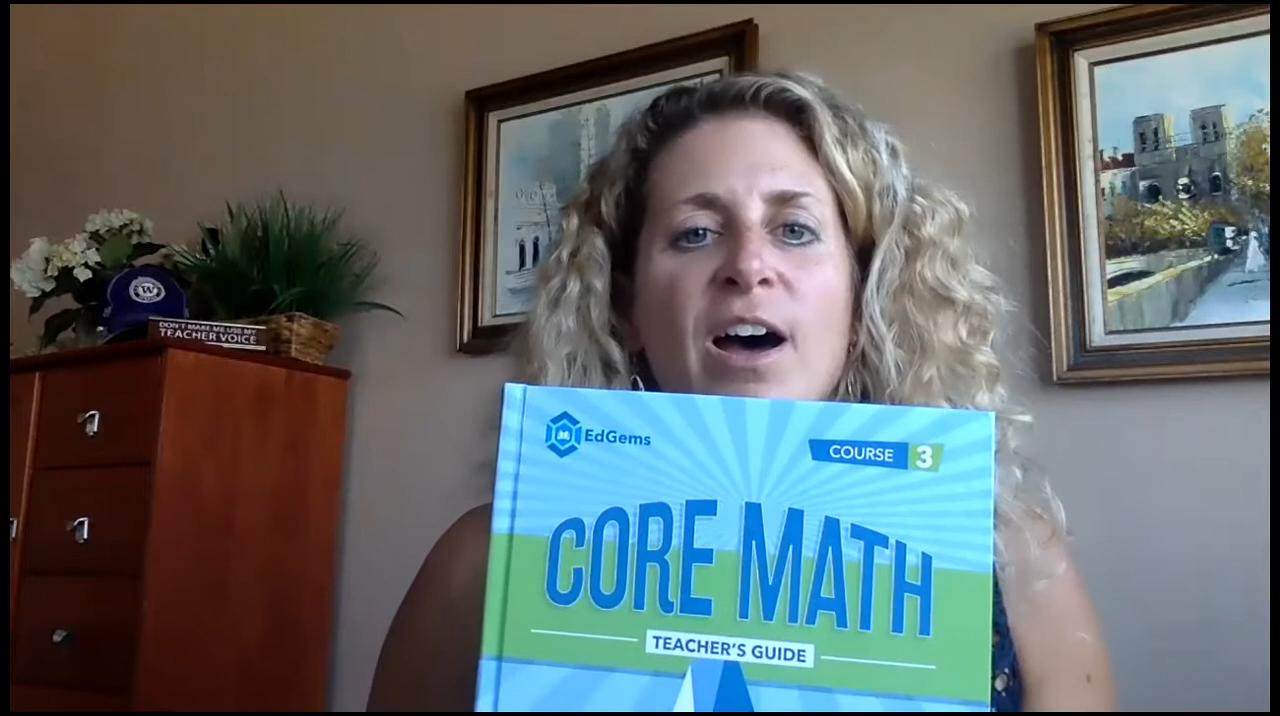 W
DON'T MAKE ME USE MY
TEACHER VOICE
EdGems
COURSE 3
CORE MATH
TEACHER'S GUIDE